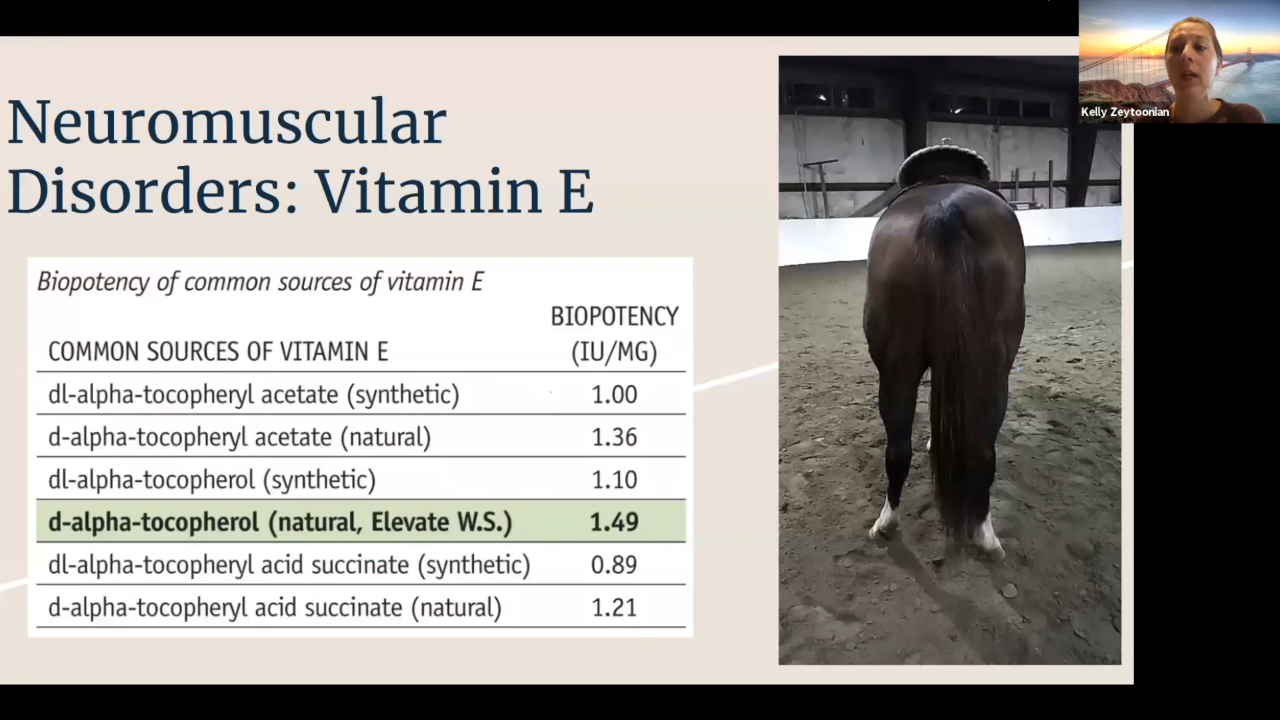 Neuromuscular
Disorders: Vitamin E
Kelly Zeytoonian
Biopotency of common sources of vitamin E
COMMON SOURCES OF VITAMIN E BIOPOTENCY (IU/MG)
dl-alpha-tocopheryl acetate (synthetic) 1.00
d-alpha-tocopheryl acetate (natural) 1.36
dl-alpha-tocopherol (synthetic) 1.10
d-alpha-tocopherol (natural, Elevate W.S.) 1.49
dl-alpha-tocopheryl acid succinate (synthetic) 0.89
d-alpha-tocopheryl acid succinate (natural) 1.21